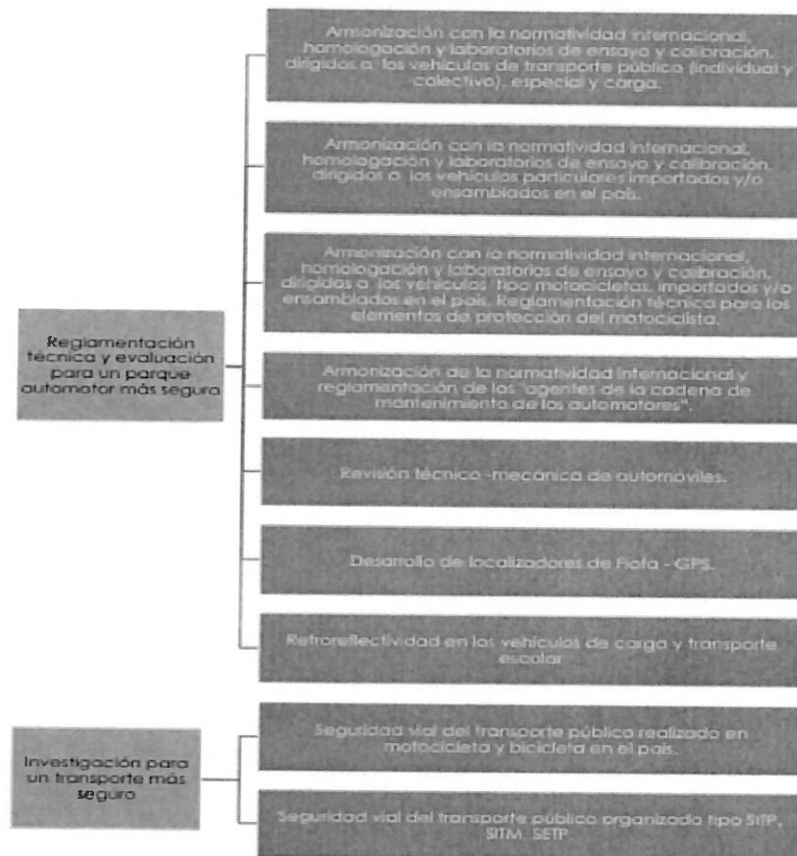 Reglamentación
técnica y evaluación
para un parque
automotor más segura
Armonización con la normatividad internacional,
homologación y laboratorios de ensayo y calibración,
dirigidos a los vehículos de transporte público (individual y
colectivo), especial y carga.
Armonización con la normatividad internacional,
homologación y laboratorios de ensayo y calibración,
dirigidos a los vehículos particulares importados y/o
ensamblados en el país.
Armonización con la normatividad internacional,
homologación y laboratorios de ensayo y calibración,
dirigidas a los vehículos tipo motocicletas, importados y/o
ensamblados en el país. Reglamentación técnica para los
elementos de protección del motociclista.
Armonización de la normatividad internacional y
reglamentación de los "agentes de la cadena de
mantenimiento de los automotores".
Revisión técnico -mecánica de automóviles.
Desarrollo de localizadores de Flota - GPS.
Retroreflectividad en los vehículos de carga y transporte
escolar
Investigación para
un transporte más
seguro
Seguridad vial del transporte público realizado en
motocicleta y bicicleta en el país.
Seguridad vial del transporte público organizado tipo SITP,
SITM, SETP.